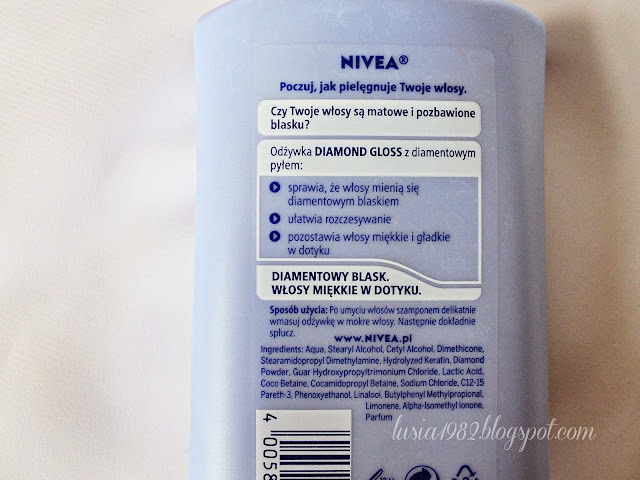 NIVEA®
Poczuj, jak pielęgnuje Twoje włosy.
Czy Twoje włosy są matowe i pozbawione
blasku?
Odżywka DIAMOND GLOSS z diamentowym
pyłem:
sprawia, że włosy mienią się
diamentowym blaskiem
ułatwia rozczesywanie
pozostawia włosy miękkie i gładkie
w dotyku
DIAMENTOWY BLASK.
WŁOSY MIĘKKIE W DOTYKU.
Sposób użycia: Po umyciu włosów szamponem delikatnie
wmasuj odżywkę w mokre włosy. Następnie dokładnie
spłucz.
www.NIVEA.pl
Ingredients: Aqua, Stearyl Alcohol, Cetyl Alcohol, Dimethicone,
Stearamidopropyl Dimethylamine, Hydrolyzed Keratin, Diamond
Powder, Guar Hydroxypropyltrimonium Chloride, Lactic Acid,
Coco Betaine, Cocamidopropyl Betaine, Sodium Chloride, C12-15
Pareth-3, Phenoxyethanol, Linalool, Butylphenyl Methylpropional,
Limonene, Alpha-Isomethyl Ionone,
Parfum
4 0058
lusia1982.blogspot.com